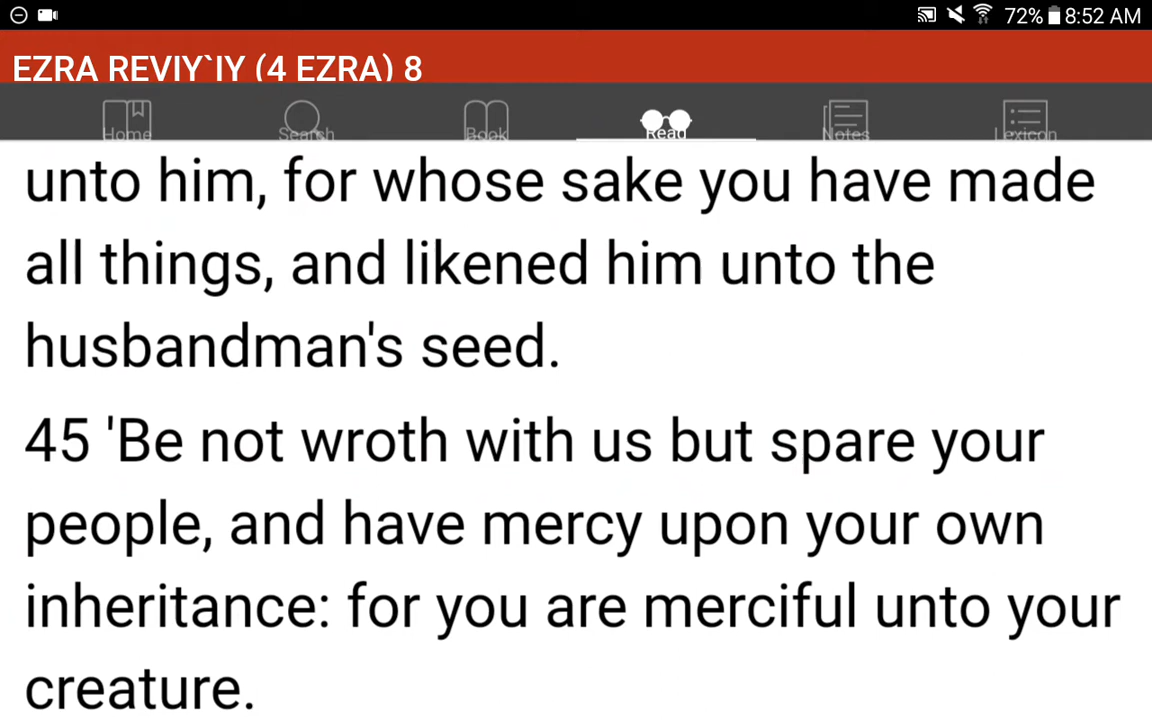 72% 8:52 AM
EZRA REVIY`IY (4 EZRA) 8
Home Search Book Read Notes Lexicon
unto him, for whose sake you have made
all things, and likened him unto the
husbandman's seed.
45 'Be not wroth with us but spare your
people, and have mercy upon your own
inheritance: for you are merciful unto your
creature.